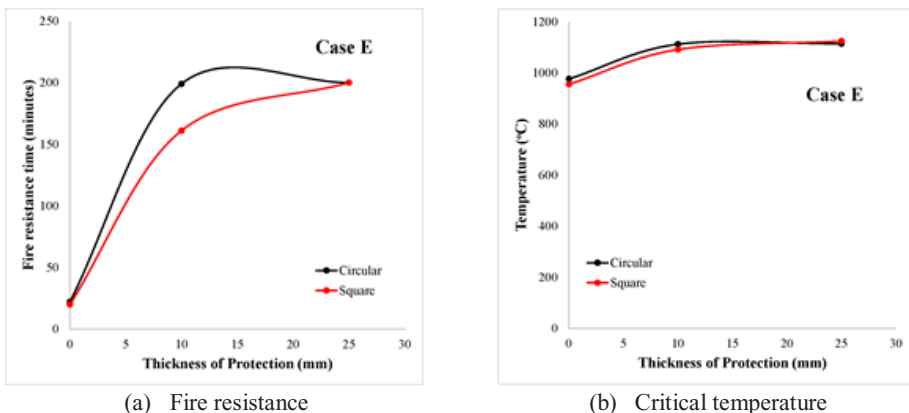 250
200
150
100
50
0
0 5 10 15 20 25 30
Fire resistance time (minutes)
Thickness of Protection (mm)
Case E
Circular
Square
(a) Fire resistance
1200
1000
800
600
400
200
0
0 5 10 15 20 25 30
Temperature (°C)
Thickness of Protection (mm)
Case E
Circular
Square
(b) Critical temperature